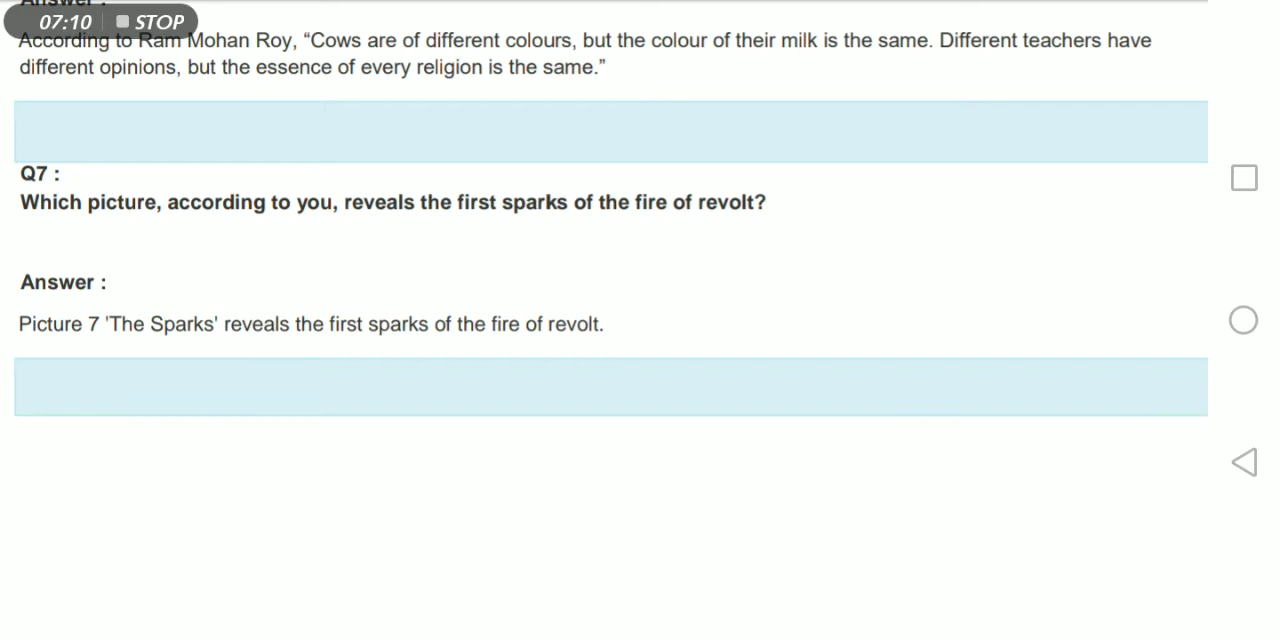 Answer :
07:10 STOP
According to Ram Mohan Roy, “Cows are of different colours, but the colour of their milk is the same. Different teachers have
different opinions, but the essence of every religion is the same.”
Q7 :
Which picture, according to you, reveals the first sparks of the fire of revolt?
Answer :
Picture 7 'The Sparks' reveals the first sparks of the fire of revolt.